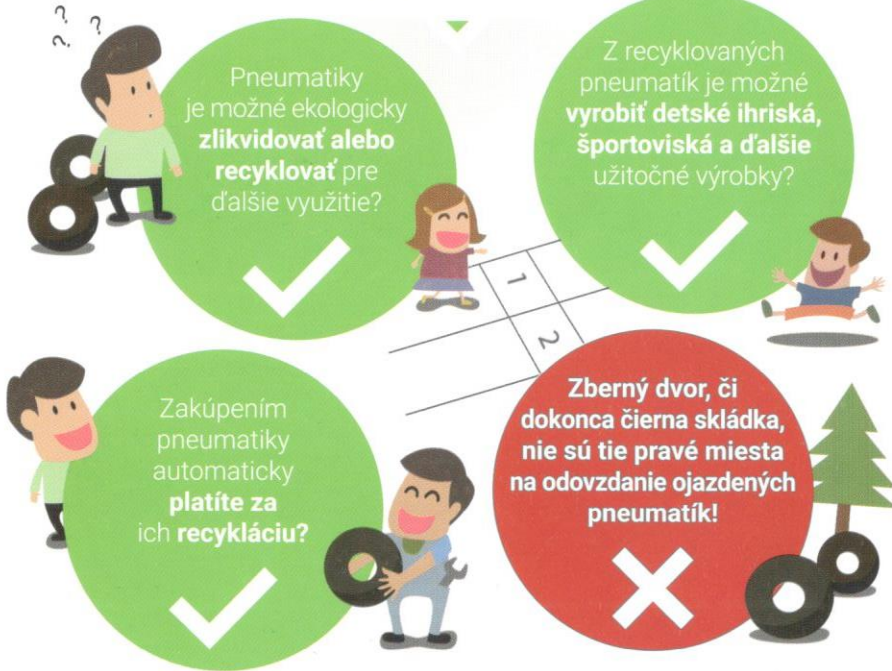 ? ? ?
Pneumatiky
je možné ekologicky
zlikvidovať alebo
recyklovať pre
ďalšie využitie?
Z recyklovaných
pneumatík je možné
vyrobiť detské ihriská,
športoviská a ďalšie
užitočné výrobky?
1
2
Zakúpením
pneumatiky
automaticky
platíte za
ich recykláciu?
Zberný dvor, či
dokonca čierna skládka,
nie sú tie pravé miesta
na odovzdanie ojazdených
pneumatík!